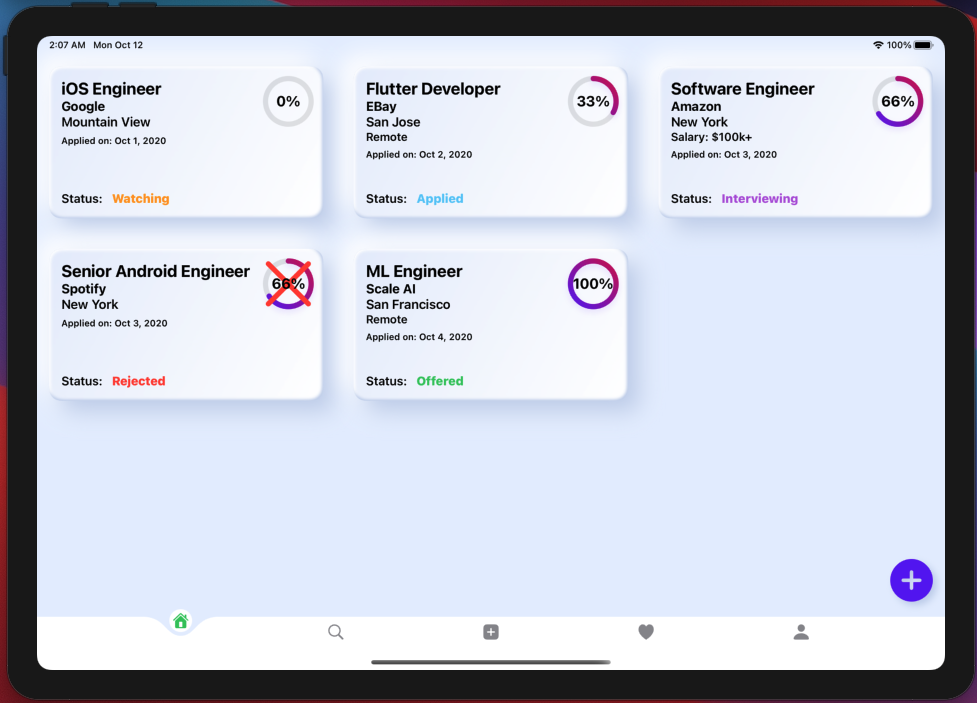 2:07 AM Mon Oct 12
100%
iOS Engineer
Google
Mountain View
Applied on: Oct 1, 2020
0%
Status: Watching
Flutter Developer
EBay
San Jose
Remote
Applied on: Oct 2, 2020
33%
Status: Applied
Software Engineer
Amazon
New York
Salary: $100k+
Applied on: Oct 3, 2020
66%
Status: Interviewing
Senior Android Engineer
Spotify
New York
Applied on: Oct 3, 2020
66%
Status: Rejected
ML Engineer
Scale AI
San Francisco
Remote
Applied on: Oct 4, 2020
100%
Status: Offered